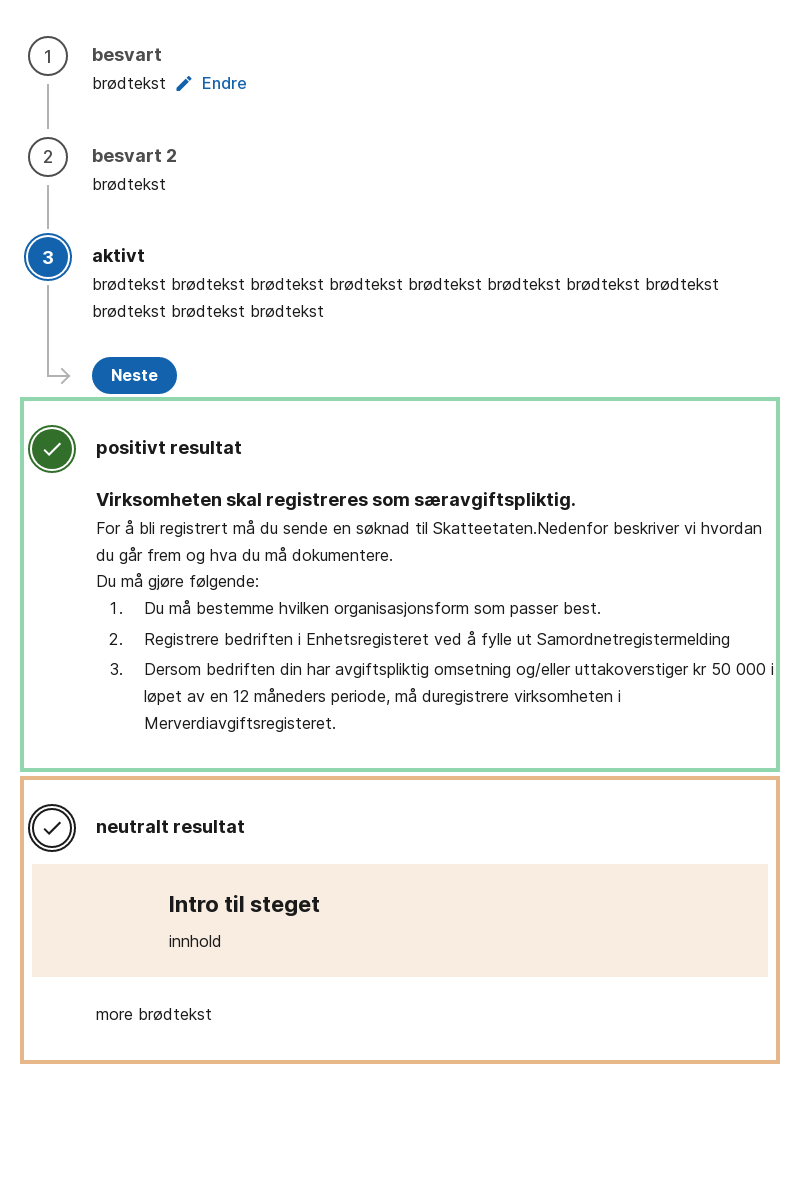 1
besvart
brødtekst Endre
2
besvart 2
brødtekst
3
aktivt
brødtekst brødtekst brødtekst brødtekst brødtekst brødtekst brødtekst brødtekst
brødtekst brødtekst brødtekst
Neste
positivt resultat
Virksomheten skal registreres som særavgiftspliktig.
For å bli registrert må du sende en søknad til Skatteetaten.Nedenfor beskriver vi hvordan
du går frem og hva du må dokumentere.
Du må gjøre følgende:
1. Du må bestemme hvilken organisasjonsform som passer best.
2. Registrere bedriften i Enhetsregisteret ved å fylle ut Samordnetregistermelding
3. Dersom bedriften din har avgiftspliktig omsetning og/eller uttakoverstiger kr 50 000 i
løpet av en 12 måneders periode, må duregistrere virksomheten i
Merverdiavgiftsregisteret.
neutralt resultat
Intro til steget
innhold
more brødtekst